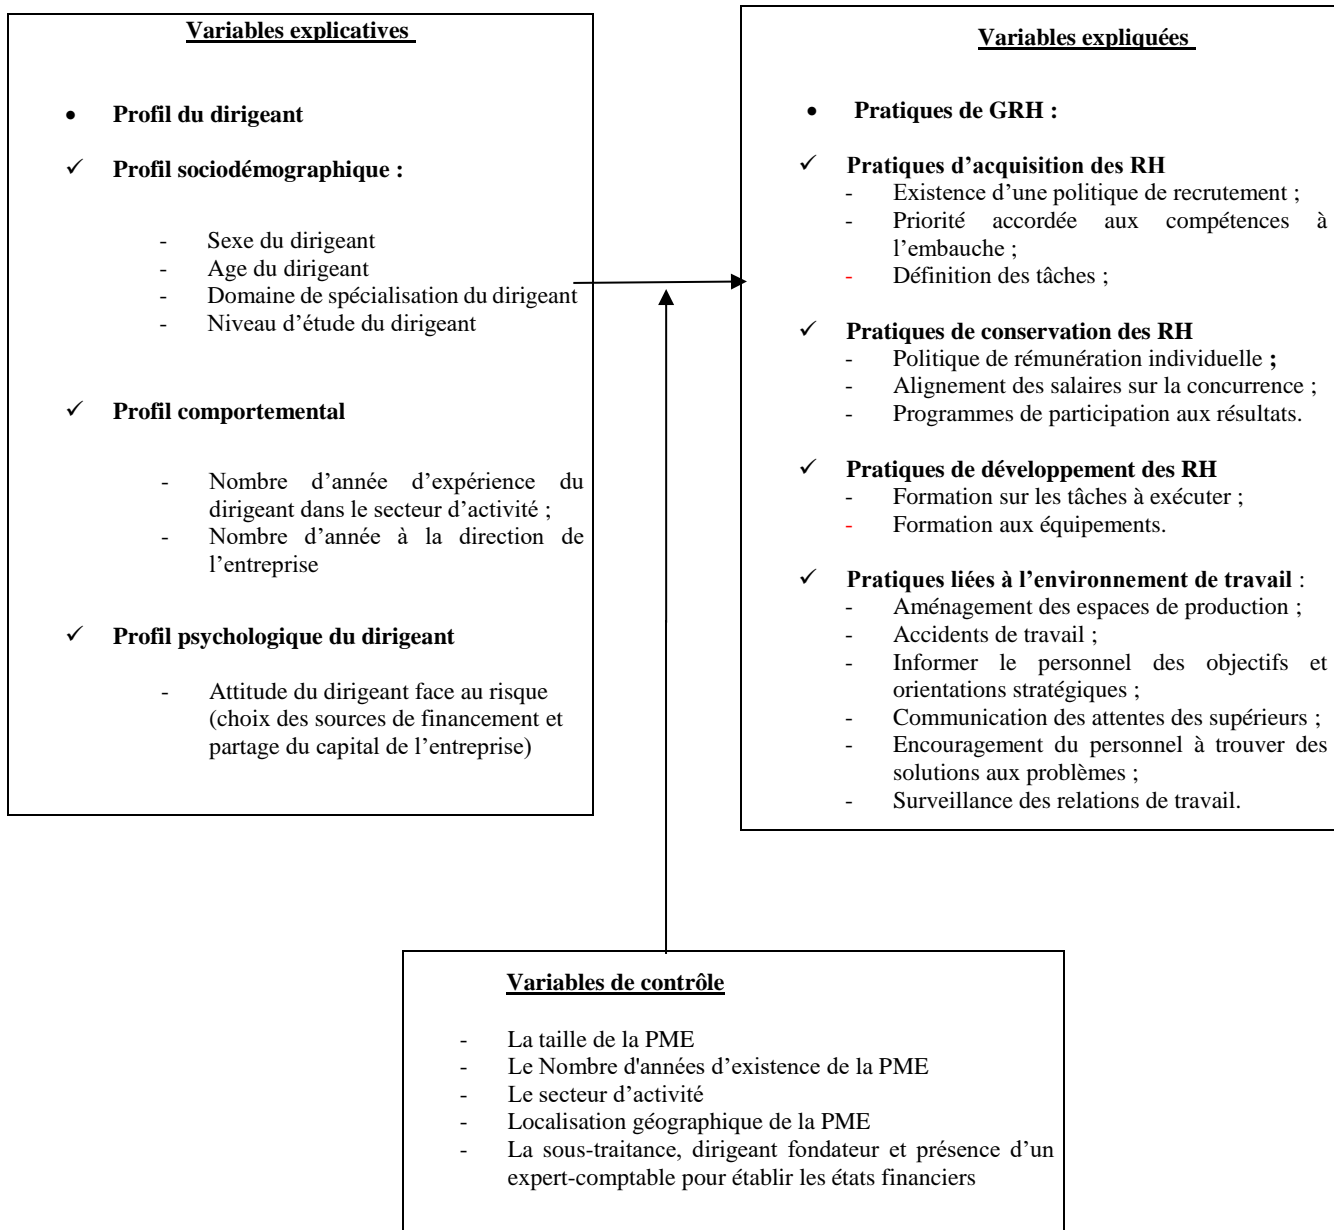 Variables explicatives
• Profil du dirigeant
✓ Profil sociodémographique :
- Sexe du dirigeant
- Age du dirigeant
- Domaine de spécialisation du dirigeant
- Niveau d’étude du dirigeant
✓ Profil comportemental
- Nombre d’année d’expérience du
dirigeant dans le secteur d’activité ;
- Nombre d’année à la direction de
l’entreprise
✓ Profil psychologique du dirigeant
- Attitude du dirigeant face au risque
(choix des sources de financement et
partage du capital de l’entreprise)
Variables expliquées
• Pratiques de GRH :
✓ Pratiques d’acquisition des RH
- Existence d’une politique de recrutement ;
- Priorité accordée aux compétences à
l’embauche ;
- Définition des tâches ;
✓ Pratiques de conservation des RH
- Politique de rémunération individuelle ;
- Alignement des salaires sur la concurrence ;
- Programmes de participation aux résultats.
✓ Pratiques de développement des RH
- Formation sur les tâches à exécuter ;
- Formation aux équipements.
✓ Pratiques liées à l’environnement de travail :
- Aménagement des espaces de production ;
- Accidents de travail ;
- Informer le personnel des objectifs et
orientations stratégiques ;
- Communication des attentes des supérieurs ;
- Encouragement du personnel à trouver des
solutions aux problèmes ;
- Surveillance des relations de travail.
Variables de contrôle
- La taille de la PME
- Le Nombre d'années d’existence de la PME
- Le secteur d’activité
- Localisation géographique de la PME
- La sous-traitance, dirigeant fondateur et présence d’un
expert-comptable pour établir les états financiers